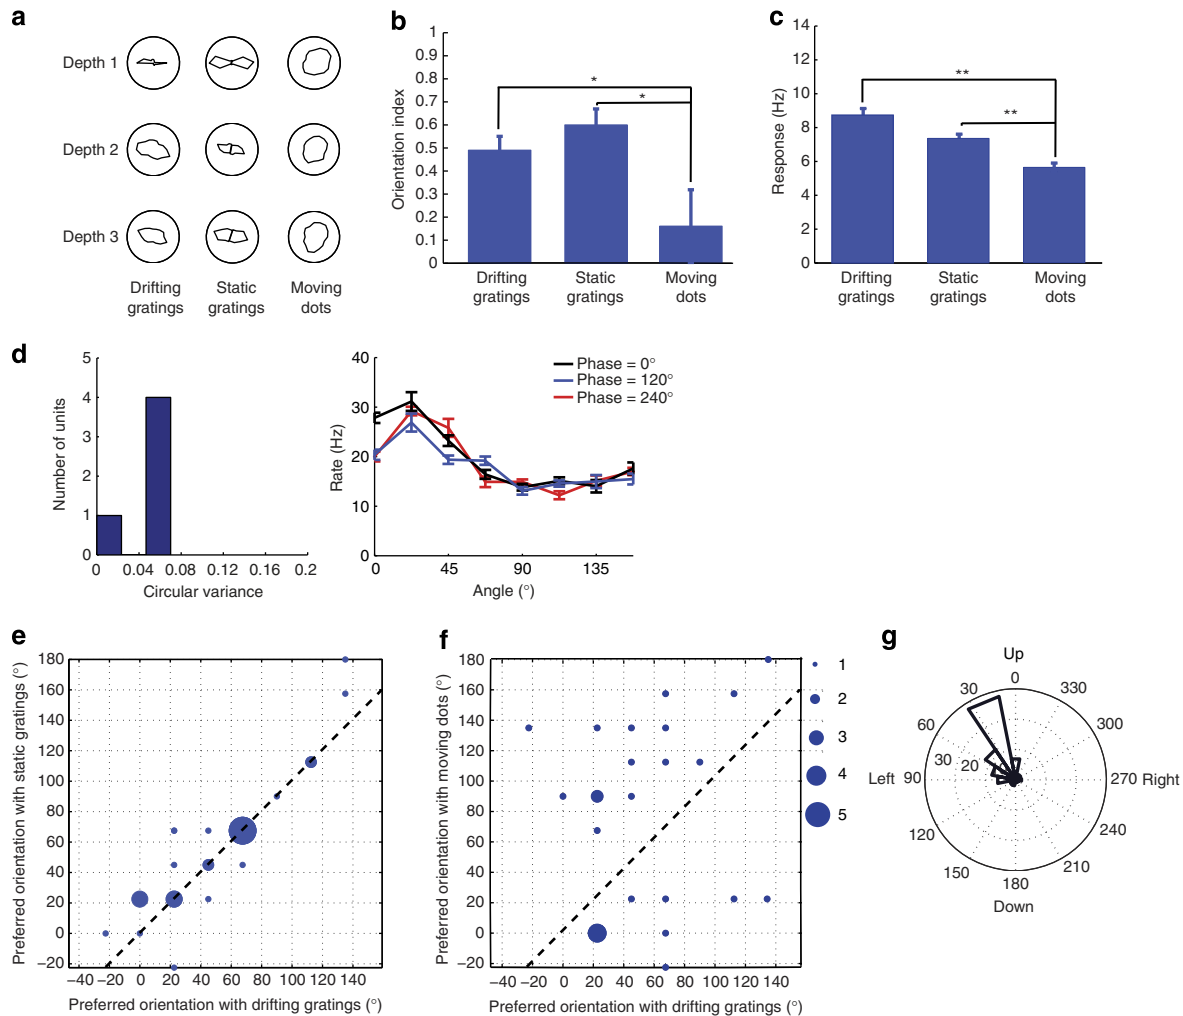 a
Depth 1
Depth 2
Depth 3
Drifting gratings
Static gratings
Moving dots
b
Orientation index
1
0.9
0.8
0.7
0.6
0.5
0.4
0.3
0.2
0.1
0
*
*
Drifting gratings
Static gratings
Moving dots
c
Response (Hz)
14
12
10
8
6
4
2
0
**
**
Drifting gratings
Static gratings
Moving dots
d
Number of units
5
4
3
2
1
0
0 0.04 0.08 0.12 0.16 0.2
Circular variance
Rate (Hz)
40
30
20
10
0
0 45 90 135
Angle (°)
Phase = 0°
Phase = 120°
Phase = 240°
e
Preferred orientation with static gratings (°)
180
160
140
120
100
80
60
40
20
0
−20
−40 −20 0 20 40 60 80 100 120 140
Preferred orientation with drifting gratings (°)
f
Preferred orientation with moving dots (°)
180
160
140
120
100
80
60
40
20
0
−20
−40 −20 0 20 40 60 80 100 120 140
Preferred orientation with drifting gratings (°)
1
2
3
4
5
g
Up
0
30 330
60 300
30 20
Left 90 270 Right
120 240
150 210
180
Down